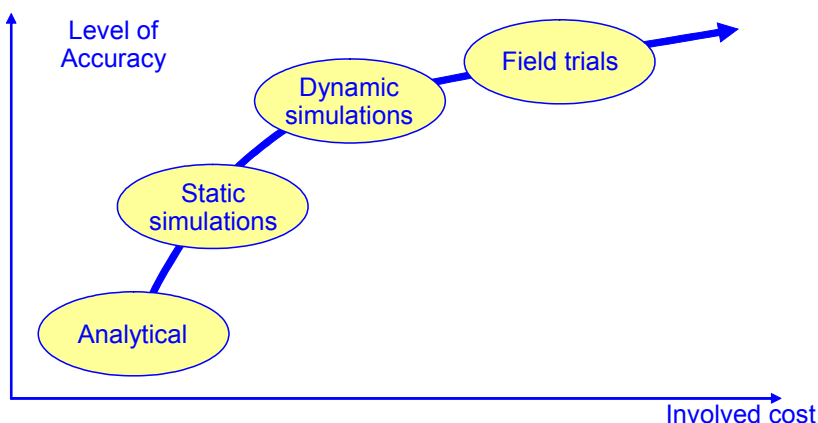 Level of
Accuracy
Field trials
Dynamic
simulations
Static
simulations
Analytical
Involved cost